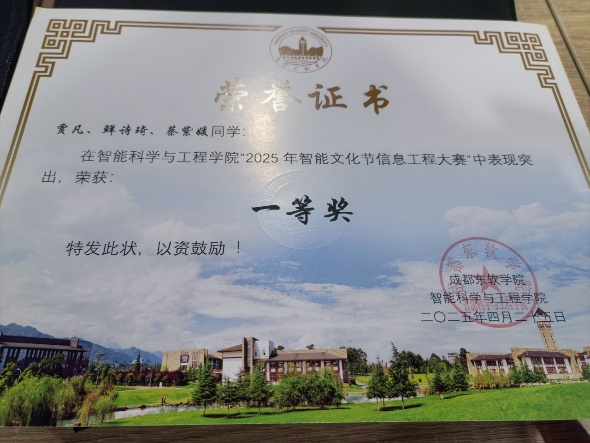 荣誉证书
贾凡、鲜诗琦、蔡紫媛同学：
在智能科学与工程学院“2025年智能文化节信息工程大赛”中表现突
出，荣获：
一等奖
特发此状，以资鼓励！
成都东软学院
智能科学与工程学院
二〇二五年四月二十五日